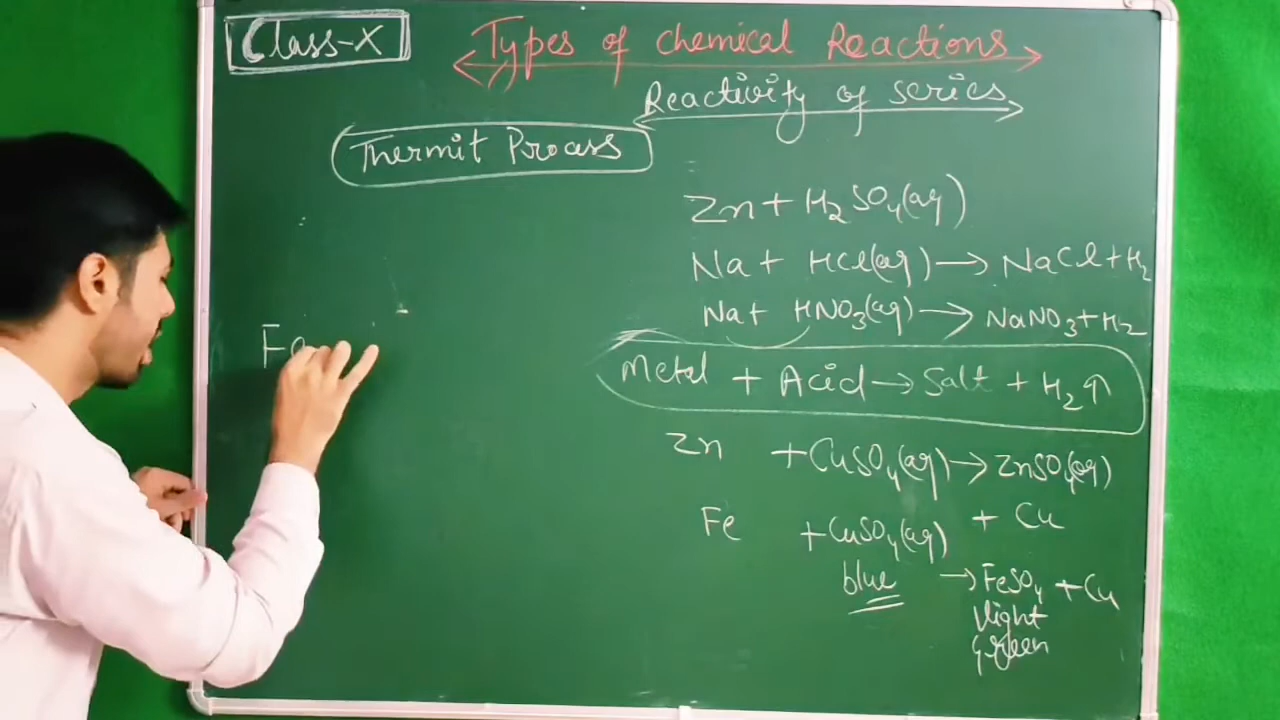 Class-X
Types of chemical Reactions
Reactivity of series
Thermit Process
Zn + H2SO4(aq)
Na + HCl(aq) → NaCl + H2
Na + HNO3(aq) → NaNO3 + H2
Metal + Acid → Salt + H2↑
Zn + CuSO4(aq) → ZnSO4(aq)
+ Cu
Fe + CuSO4(aq)
blue → FeSO4 + Cu
light
green
Fe